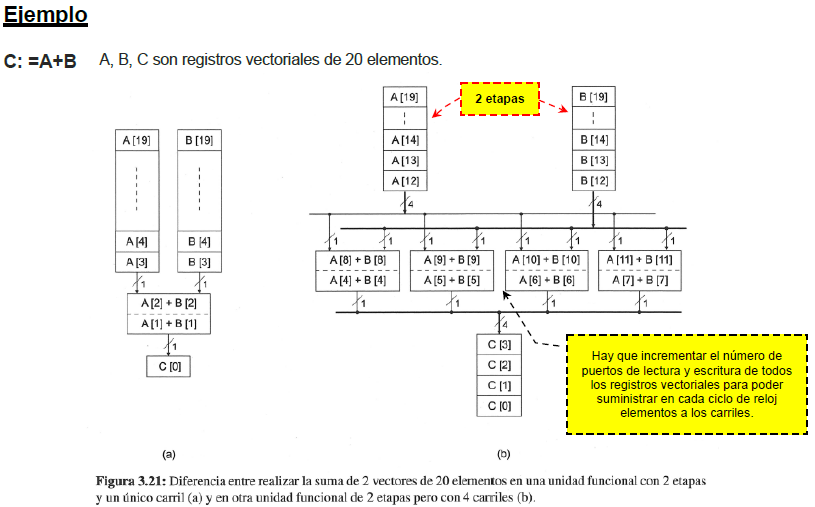 Ejemplo
C: =A+B A, B, C son registros vectoriales de 20 elementos.
A [19] B [19]
A [4] B [4]
A [3] B [3]
1 1
A [2] + B [2]
A [1] + B [1]
1
C [0]
(a)
A [19] 2 etapas B [19]
A [14] B [14]
A [13] B [13]
A [12] B [12]
4 4
1 1 1 1 1 1 1 1
A [8] + B [8] A [9] + B [9] A [10] + B [10] A [11] + B [11]
A [4] + B [4] A [5] + B [5] A [6] + B [6] A [7] + B [7]
1 1 1 1
4
C [3]
C [2]
C [1]
C [0]
Hay que incrementar el número de
puertos de lectura y escritura de todos
los registros vectoriales para poder
suministrar en cada ciclo de reloj
elementos a los carriles.
(b)
Figura 3.21: Diferencia entre realizar la suma de 2 vectores de 20 elementos en una unidad funcional con 2 etapas
y un único carril (a) y en otra unidad funcional de 2 etapas pero con 4 carriles (b).